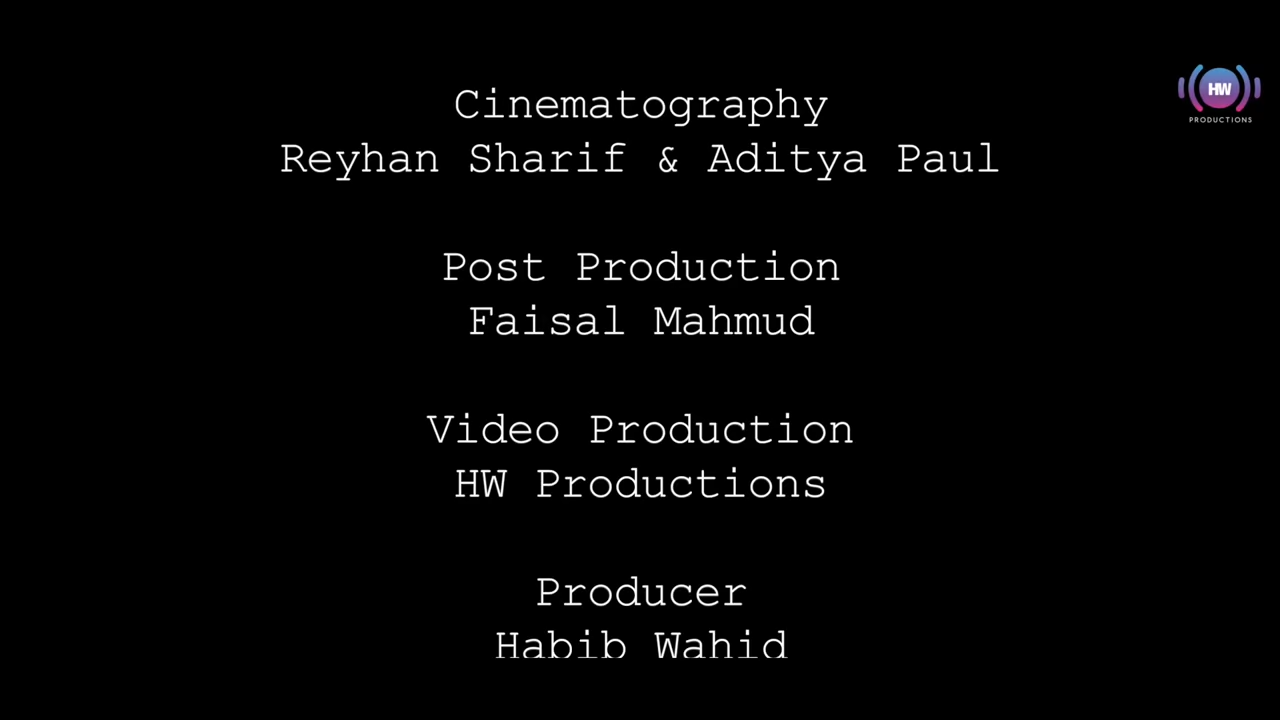 Cinematography
Reyhan Sharif & Aditya Paul
Post Production
Faisal Mahmud
Video Production
HW Productions
Producer
Habib Wahid
HW
PRODUCTIONS